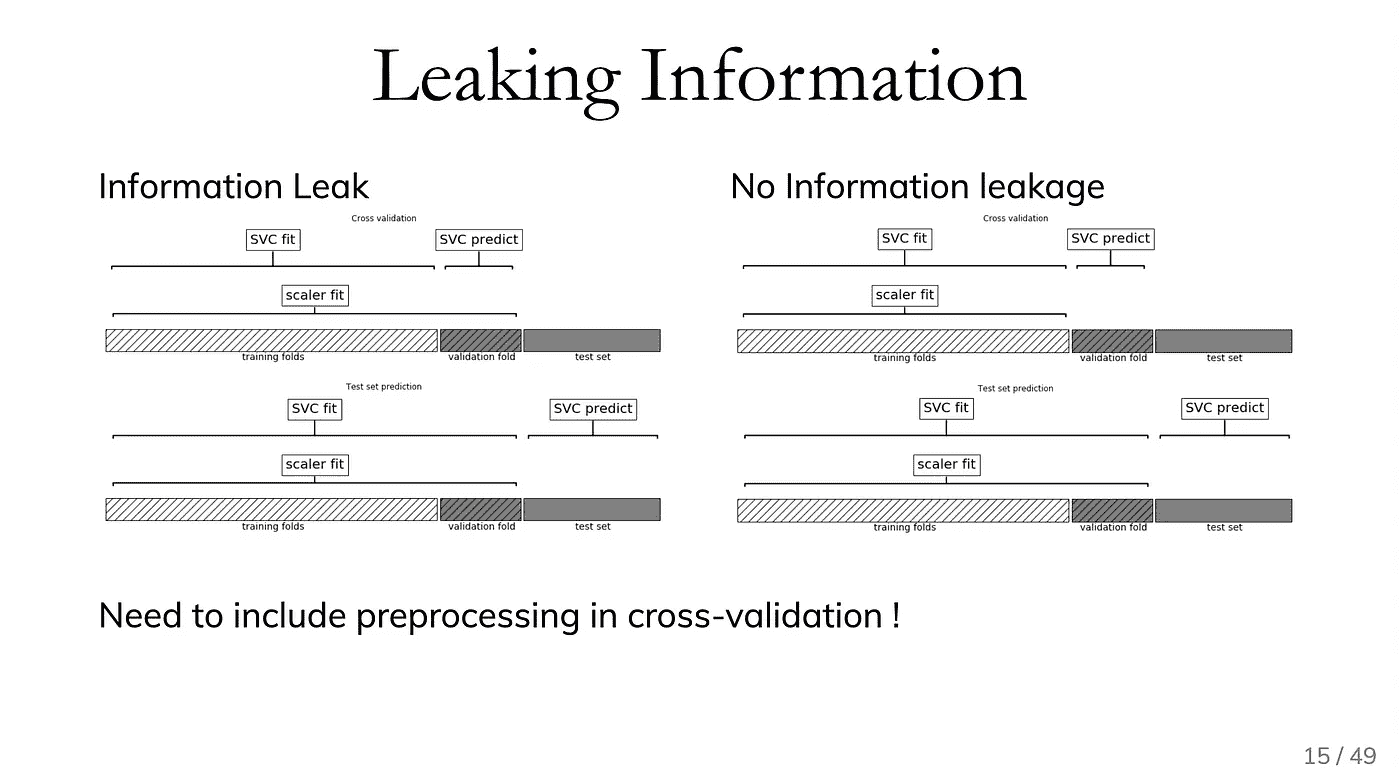 Leaking Information
Information Leak
Cross validation
SVC fit
SVC predict
scaler fit
training folds
validation fold
test set
Test set prediction
SVC fit
SVC predict
scaler fit
training folds
validation fold
test set
No Information leakage
Cross validation
SVC fit
SVC predict
scaler fit
training folds
validation fold
test set
Test set prediction
SVC fit
SVC predict
scaler fit
training folds
validation fold
test set
Need to include preprocessing in cross-validation !
15 / 49